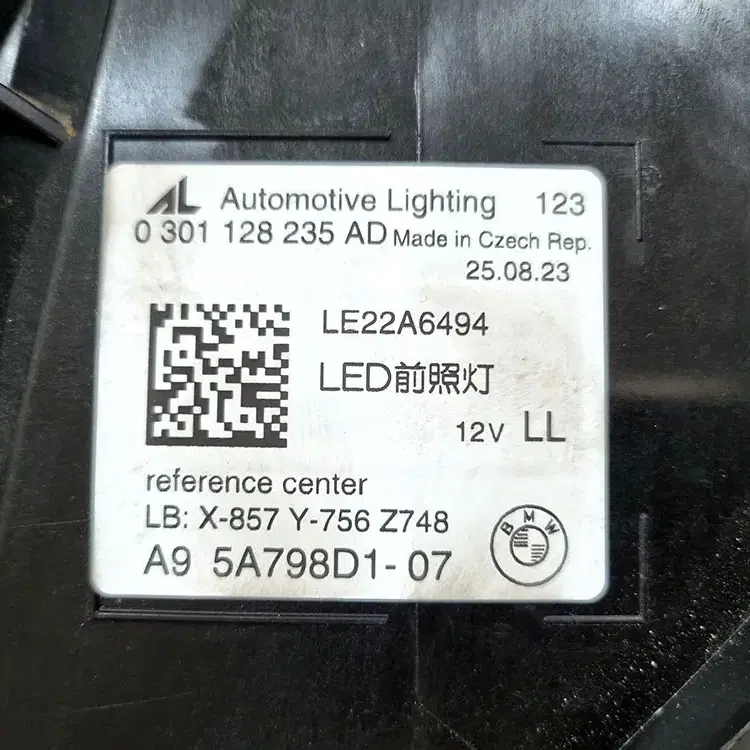 AL Automotive Lighting 123
0 301 128 235 AD Made in Czech Rep.
25.08.23
LE22A6494
LED前照灯
12V LL
reference center
LB: X-857 Y-756 Z748
A9 5A798D1-07
BMW